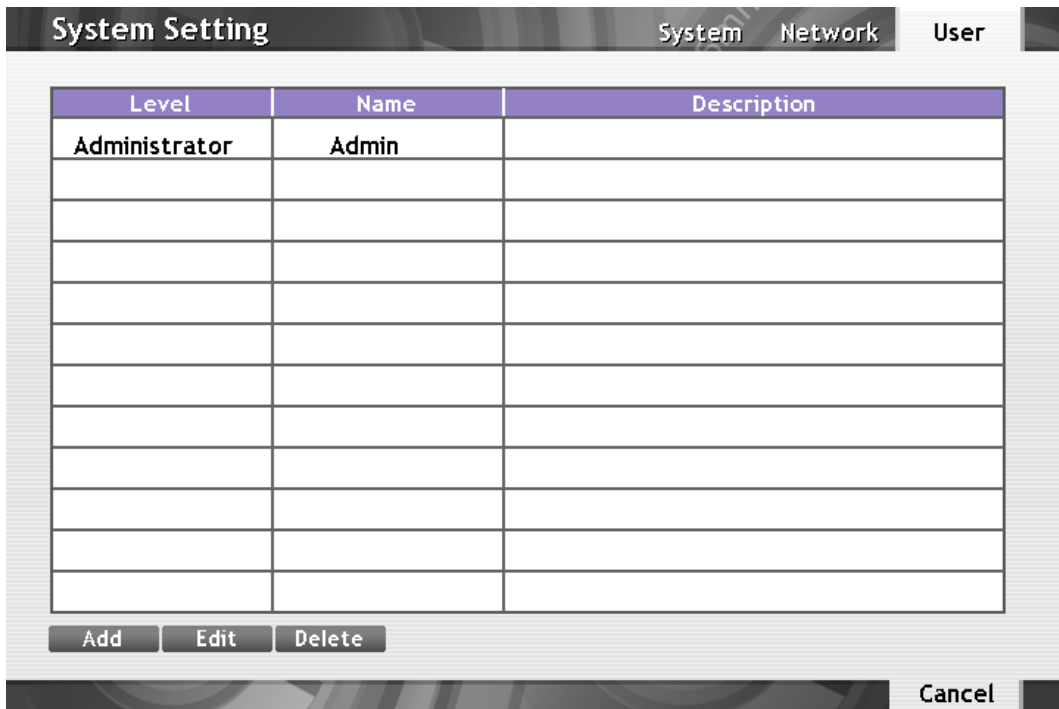 System Setting System Network User
Level Name Description
Administrator Admin
Add Edit Delete
Cancel